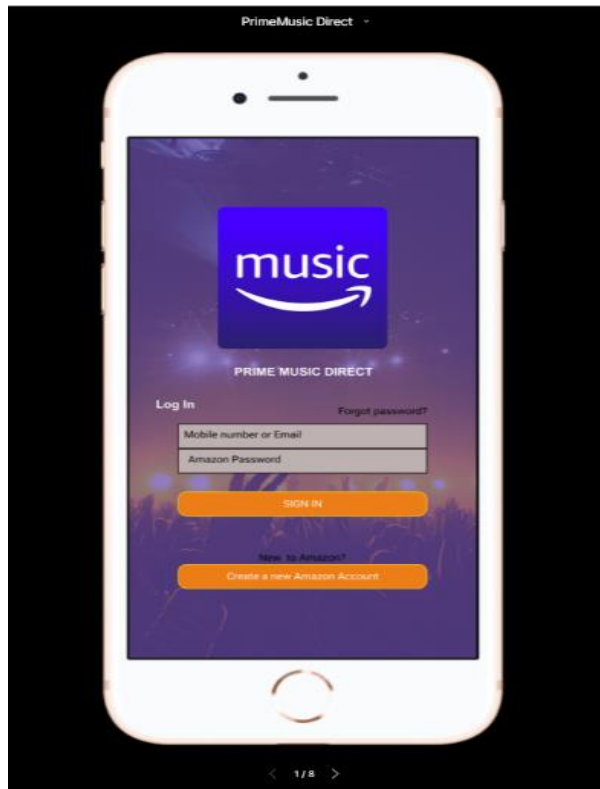 PrimeMusic Direct
music
PRIME MUSIC DIRECT
Log In
Forgot password?
Mobile number or Email
Amazon Password
SIGN IN
New to Amazon?
Create a new Amazon Account
1 / 8